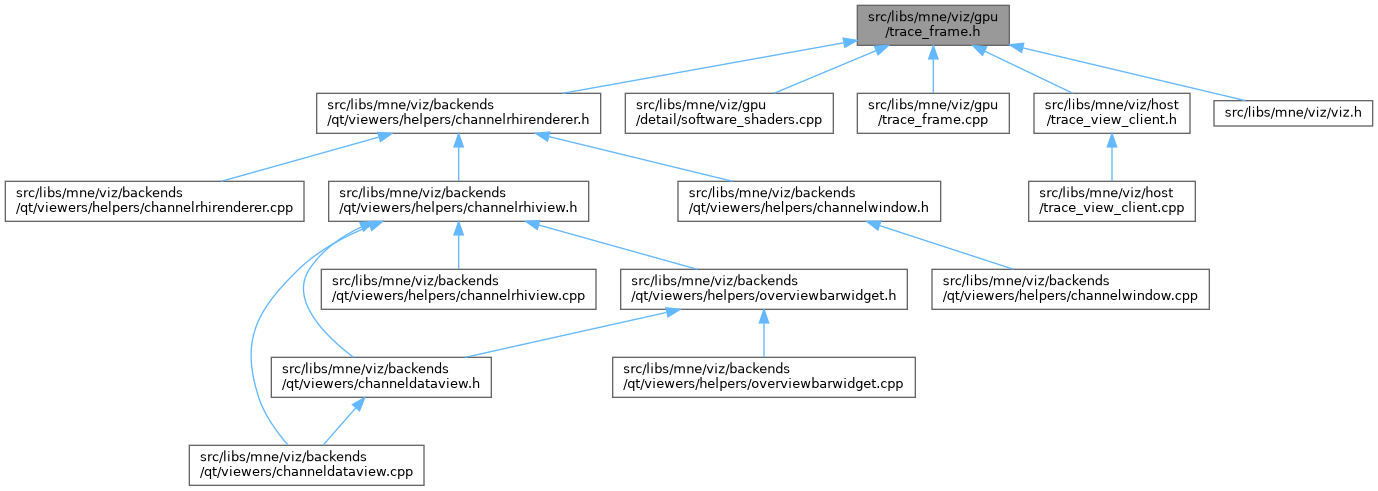 src/libs/mne/viz/gpu
/trace_frame.h
src/libs/mne/viz/backends
/qt/viewers/helpers/channelrhirenderer.h
src/libs/mne/viz/gpu
/detail/software_shaders.cpp
src/libs/mne/viz/gpu
/trace_frame.cpp
src/libs/mne/viz/host
/trace_view_client.h
src/libs/mne/viz/viz.h
src/libs/mne/viz/backends
/qt/viewers/helpers/channelrhirenderer.cpp
src/libs/mne/viz/backends
/qt/viewers/helpers/channelrhiview.h
src/libs/mne/viz/backends
/qt/viewers/helpers/channelwindow.h
src/libs/mne/viz/host
/trace_view_client.cpp
src/libs/mne/viz/backends
/qt/viewers/helpers/channelrhiview.cpp
src/libs/mne/viz/backends
/qt/viewers/helpers/overviewbarwidget.h
src/libs/mne/viz/backends
/qt/viewers/helpers/channelwindow.cpp
src/libs/mne/viz/backends
/qt/viewers/channeldataview.h
src/libs/mne/viz/backends
/qt/viewers/helpers/overviewbarwidget.cpp
src/libs/mne/viz/backends
/qt/viewers/channeldataview.cpp